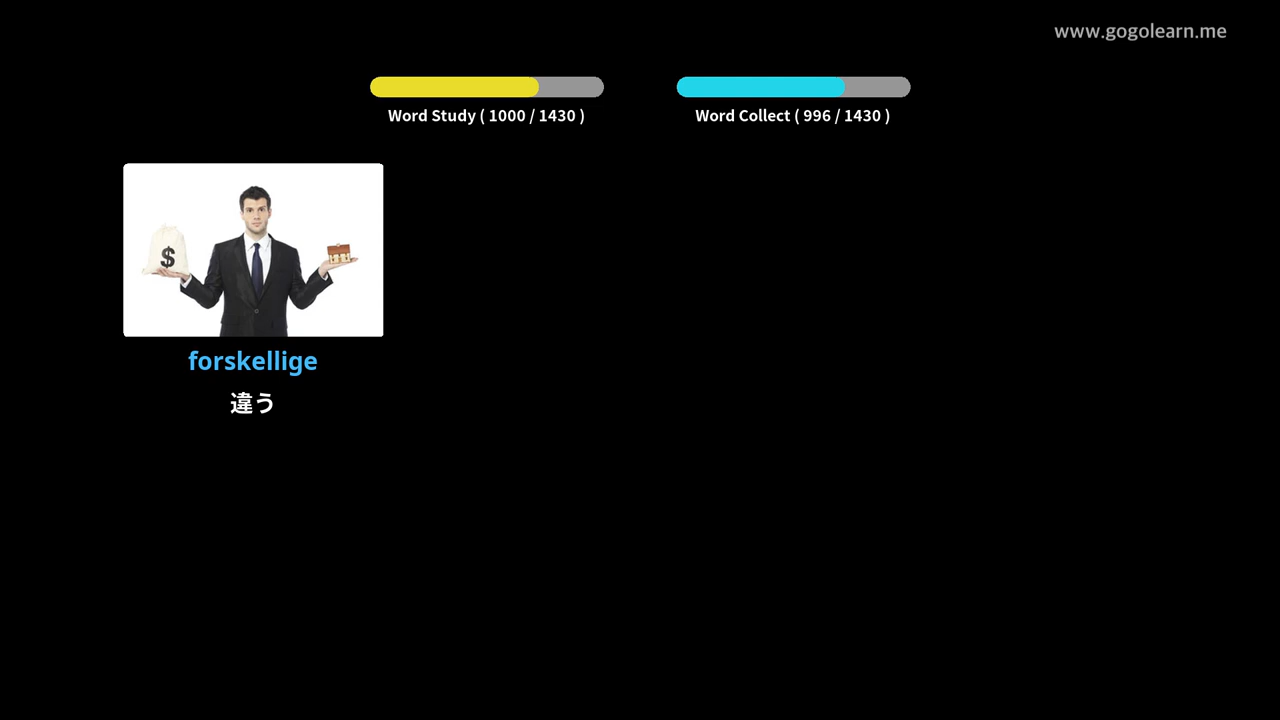 www.gogolearn.me
Word Study ( 1000 / 1430 )
Word Collect ( 996 / 1430 )
$
forskellige
違う